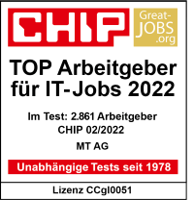 CHIP
Great-
JOBS
.org
TOP Arbeitgeber
für IT-Jobs 2022
Im Test: 2.861 Arbeitgeber
CHIP 02/2022
MT AG
Unabhängige Tests seit 1978
Lizenz CCgl0051